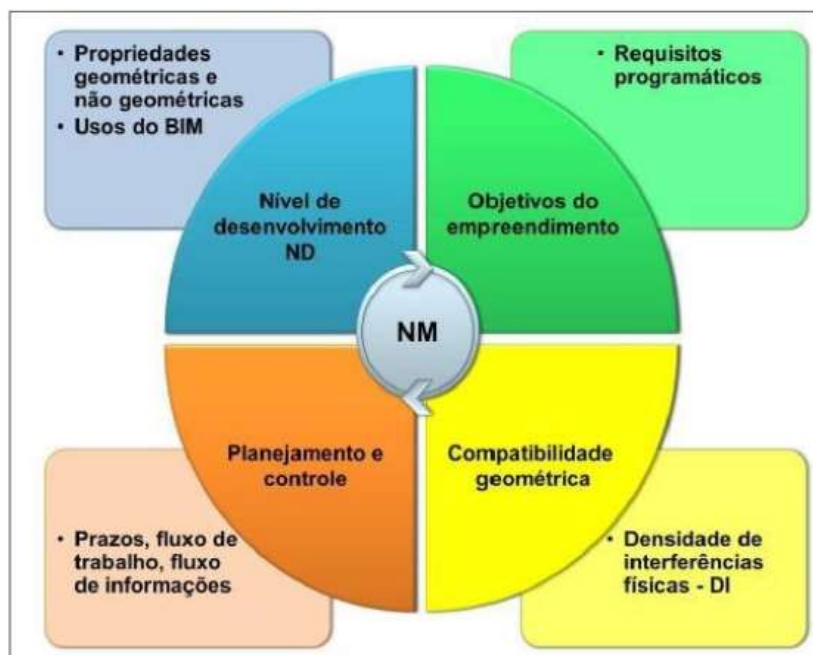 • Propriedades
geométricas e
não geométricas
• Usos do BIM
• Requisitos
programáticos
Nível de
desenvolvimento
ND
Objetivos do
empreendimento
NM
Planejamento e
controle
Compatibilidade
geométrica
• Prazos, fluxo de
trabalho, fluxo
de informações
• Densidade de
interferências
físicas - DI